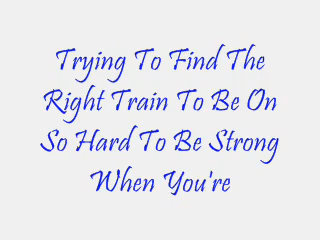 Trying To Find The
Right Train To Be On
So Hard To Be Strong
When You're